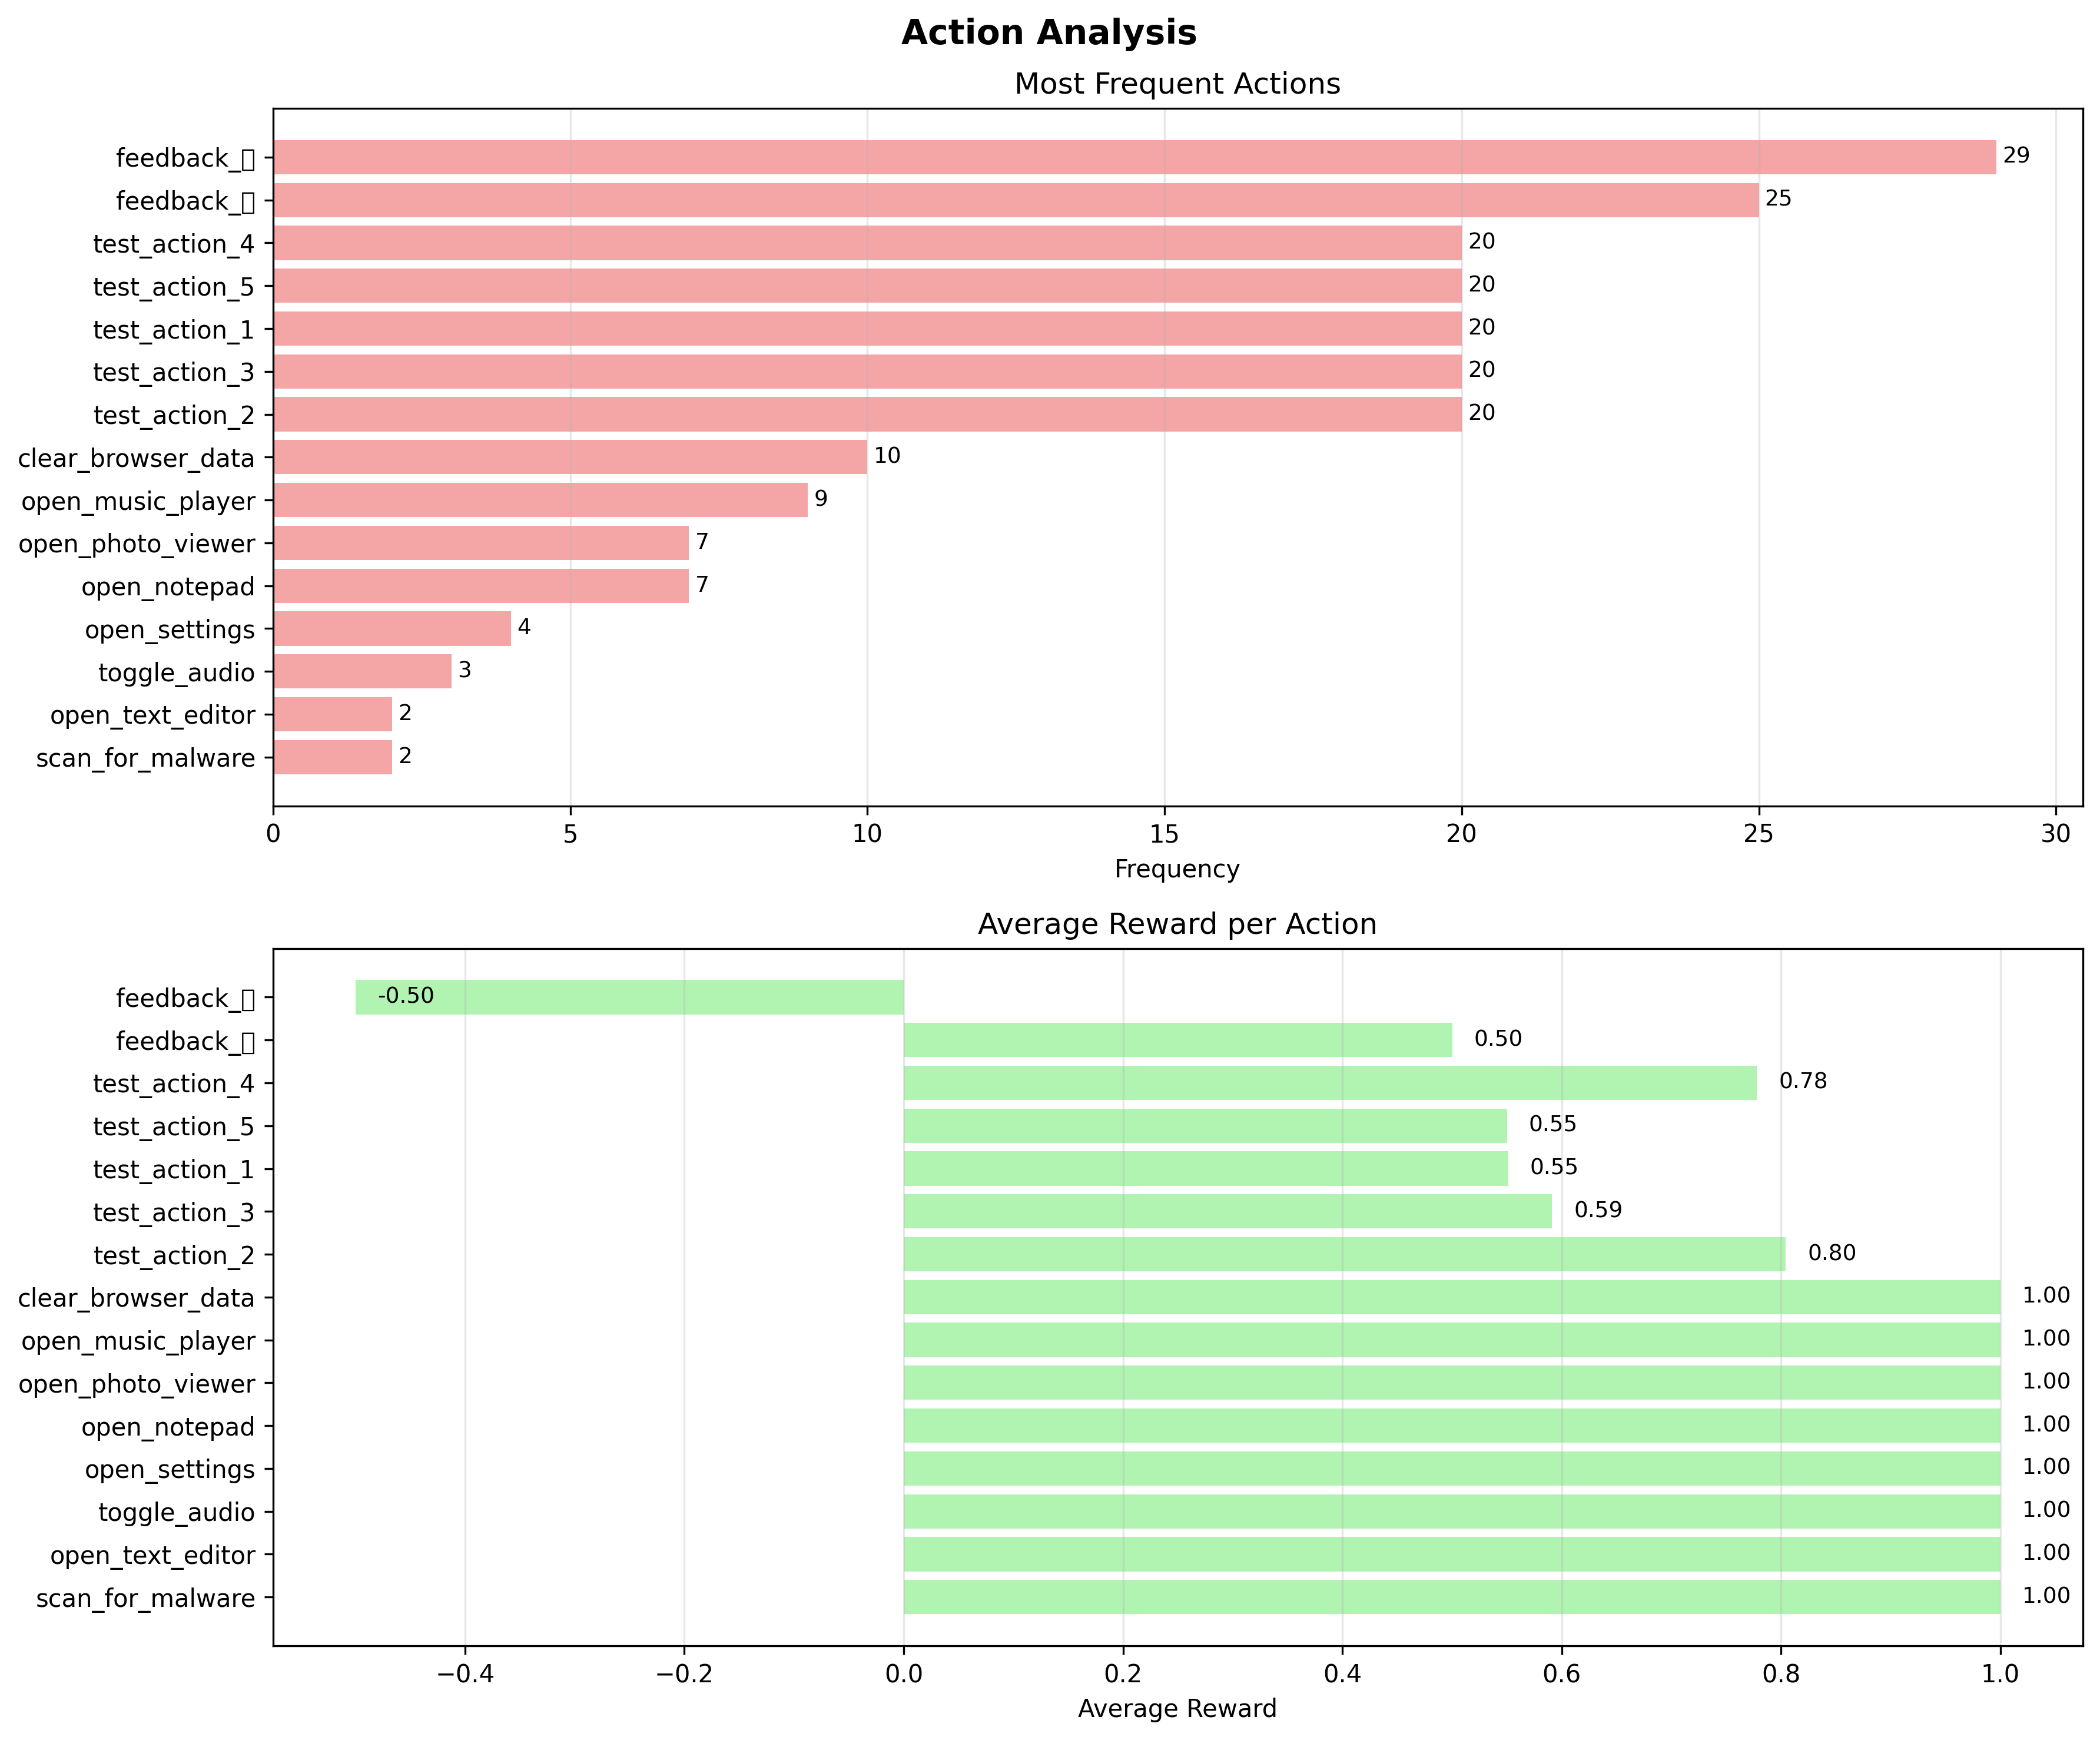 Action Analysis
Most Frequent Actions
feedback_▯ 29
feedback_▯ 25
test_action_4 20
test_action_5 20
test_action_1 20
test_action_3 20
test_action_2 20
clear_browser_data 10
open_music_player 9
open_photo_viewer 7
open_notepad 7
open_settings 4
toggle_audio 3
open_text_editor 2
scan_for_malware 2
0 5 10 15 20 25 30
Frequency
Average Reward per Action
feedback_▯ -0.50
feedback_▯ 0.50
test_action_4 0.78
test_action_5 0.55
test_action_1 0.55
test_action_3 0.59
test_action_2 0.80
clear_browser_data 1.00
open_music_player 1.00
open_photo_viewer 1.00
open_notepad 1.00
open_settings 1.00
toggle_audio 1.00
open_text_editor 1.00
scan_for_malware 1.00
−0.4 −0.2 0.0 0.2 0.4 0.6 0.8 1.0
Average Reward